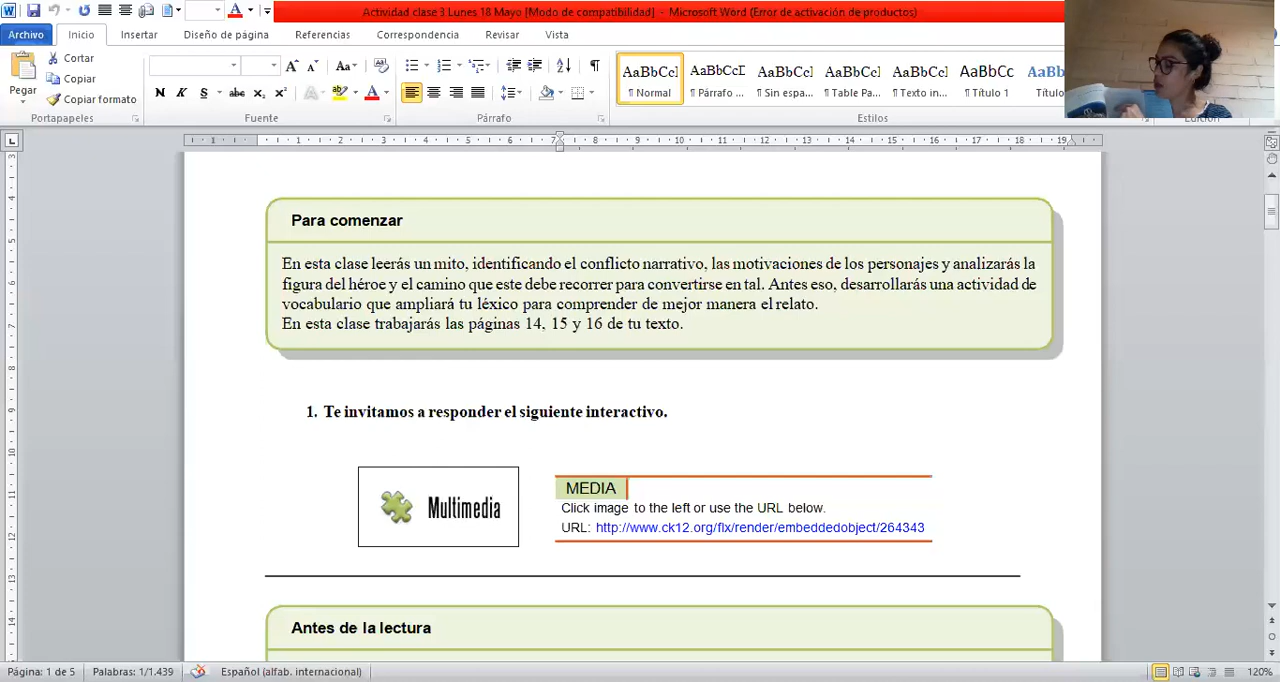 Actividad clase 3 Lunes 18 Mayo [Modo de compatibilidad] - Microsoft Word (Error de activación de productos)
Archivo Inicio Insertar Diseño de página Referencias Correspondencia Revisar Vista
Cortar
Copiar
Pegar Copiar formato
AaBbCcI AaBbCcD AaBbCcI AaBbCcI AaBbCcI AaBbCc AaBb
¶ Normal ¶ Párrafo ... ¶ Sin espa... ¶ Table Pa... ¶ Texto in... ¶ Título 1 Título
Portapapeles Fuente Párrafo Estilos Edición
Para comenzar
En esta clase leerás un mito, identificando el conflicto narrativo, las motivaciones de los personajes y analizarás la
figura del héroe y el camino que este debe recorrer para convertirse en tal. Antes eso, desarrollarás una actividad de
vocabulario que ampliará tu léxico para comprender de mejor manera el relato.
En esta clase trabajarás las páginas 14, 15 y 16 de tu texto.
1. Te invitamos a responder el siguiente interactivo.
Multimedia
MEDIA
Click image to the left or use the URL below.
URL: http://www.ck12.org/flx/render/embeddedobject/264343
Antes de la lectura
Página: 1 de 5 Palabras: 1/1.439 Español (alfab. internacional) 120%